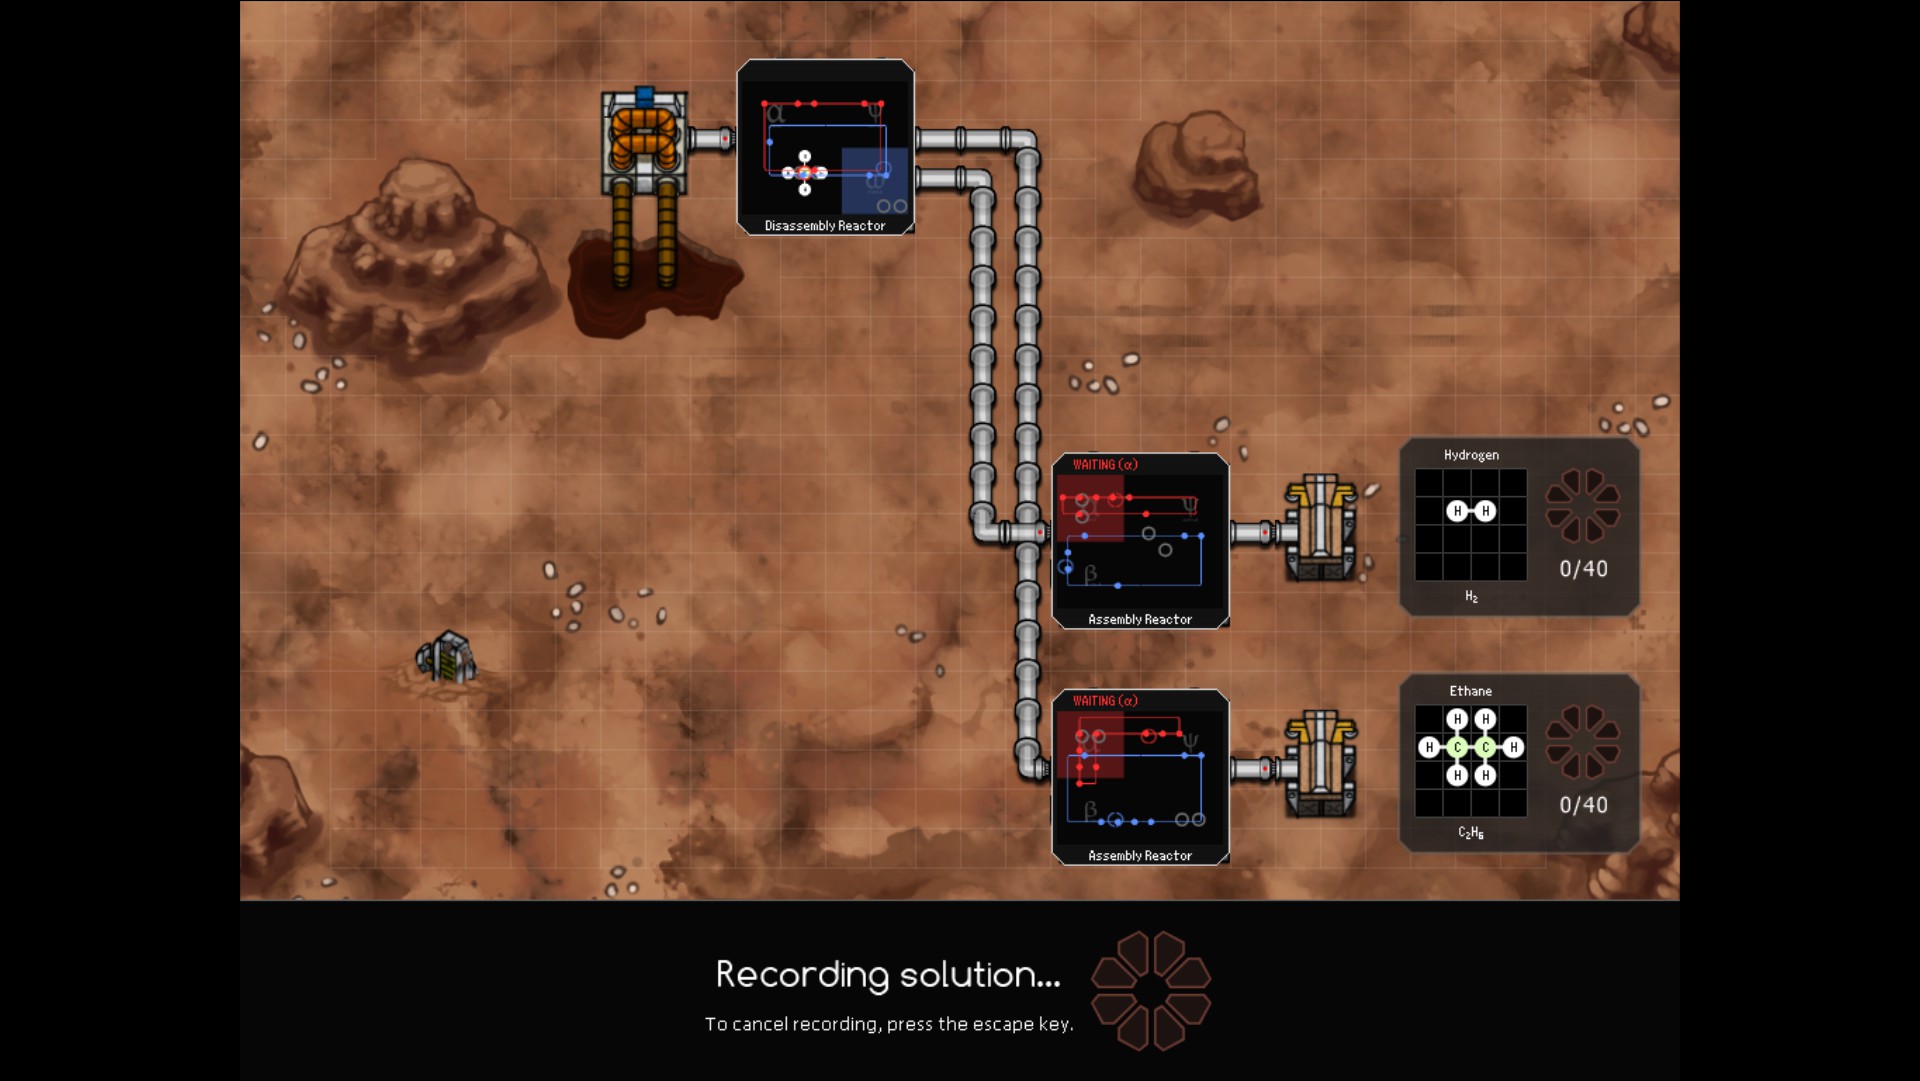 α
ψ
ω
Disassembly Reactor
WAITING (α)
ψ
β
Assembly Reactor
Hydrogen
H H
0/40
H₂
WAITING (α)
ψ
β
Assembly Reactor
Ethane
H H
H C C H
H H
0/40
C₂H₆
Recording solution...
To cancel recording, press the escape key.